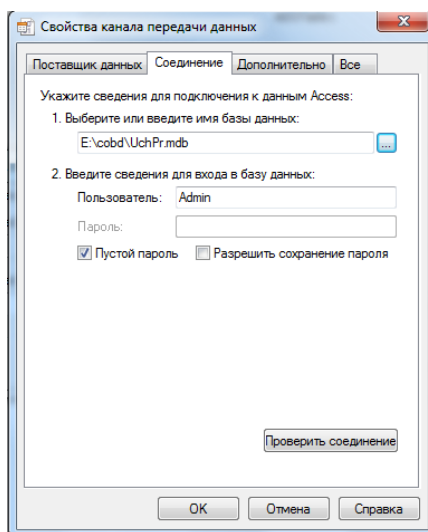 Свойства канала передачи данных
Поставщик данных Соединение Дополнительно Все
Укажите сведения для подключения к данным Access:
1. Выберите или введите имя базы данных:
E:\cobd\UchPr.mdb ...
2. Введите сведения для входа в базу данных:
Пользователь: Admin
Пароль:
Пустой пароль Разрешить сохранение пароля
Проверить соединение
OK Отмена Справка